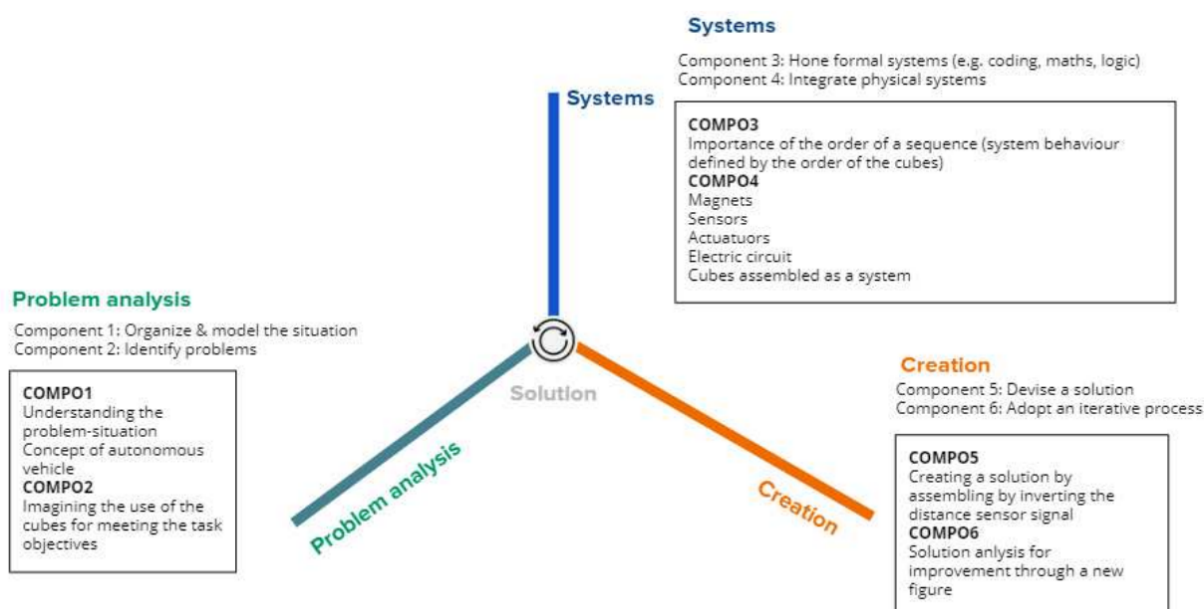 Systems
Component 3: Hone formal systems (e.g. coding, maths, logic)
Component 4: Integrate physical systems
Systems
COMPO3
Importance of the order of a sequence (system behaviour
defined by the order of the cubes)
COMPO4
Magnets
Sensors
Actuatuors
Electric circuit
Cubes assembled as a system
Problem analysis
Component 1: Organize & model the situation
Component 2: Identify problems
COMPO1
Understanding the
problem-situation
Concept of autonomous
vehicle
COMPO2
Imagining the use of the
cubes for meeting the task
objectives
Solution
Problem analysis
Creation
Creation
Component 5: Devise a solution
Component 6: Adopt an iterative process
COMPO5
Creating a solution by
assembling by inverting the
distance sensor signal
COMPO6
Solution anlysis for
improvement through a new
figure